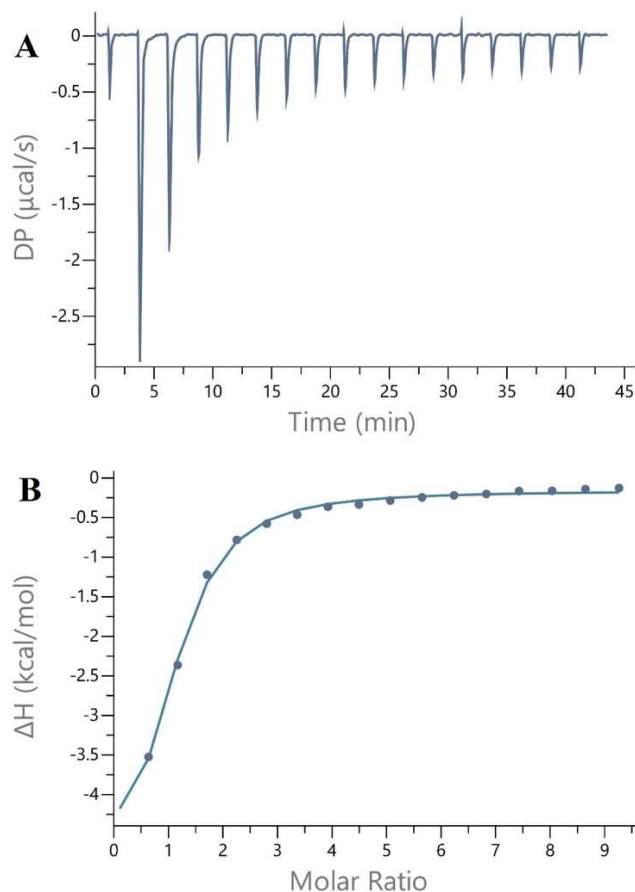 A
0
-0.5
-1
-1.5
-2
-2.5
DP (µcal/s)
0 5 10 15 20 25 30 35 40 45
Time (min)
B
0
-0.5
-1
-1.5
-2
-2.5
-3
-3.5
-4
ΔH (kcal/mol)
0 1 2 3 4 5 6 7 8 9
Molar Ratio